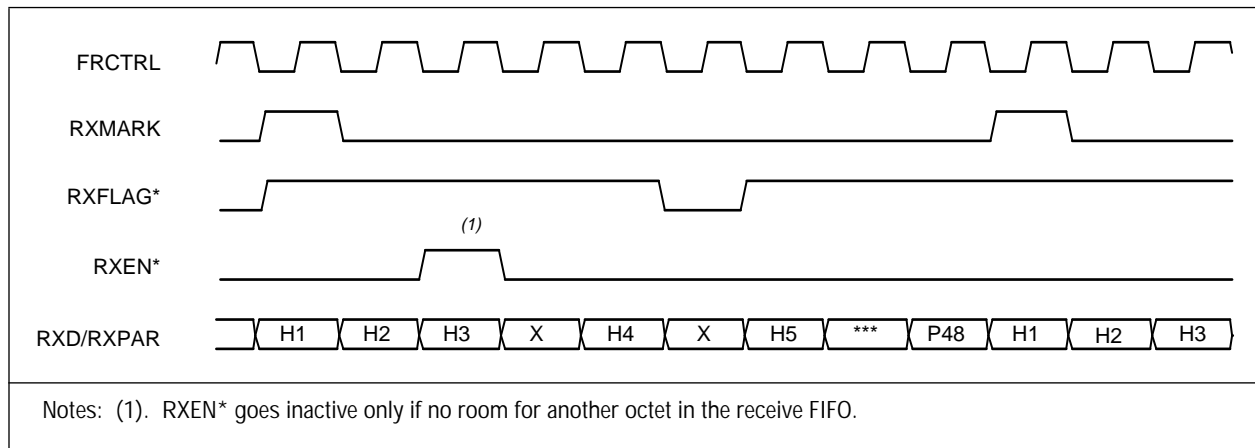 FRCTRL
RXMARK
RXFLAG*
(1)
RXEN*
RXD/RXPAR H1 H2 H3 X H4 X H5 *** P48 H1 H2 H3
Notes: (1). RXEN* goes inactive only if no room for another octet in the receive FIFO.